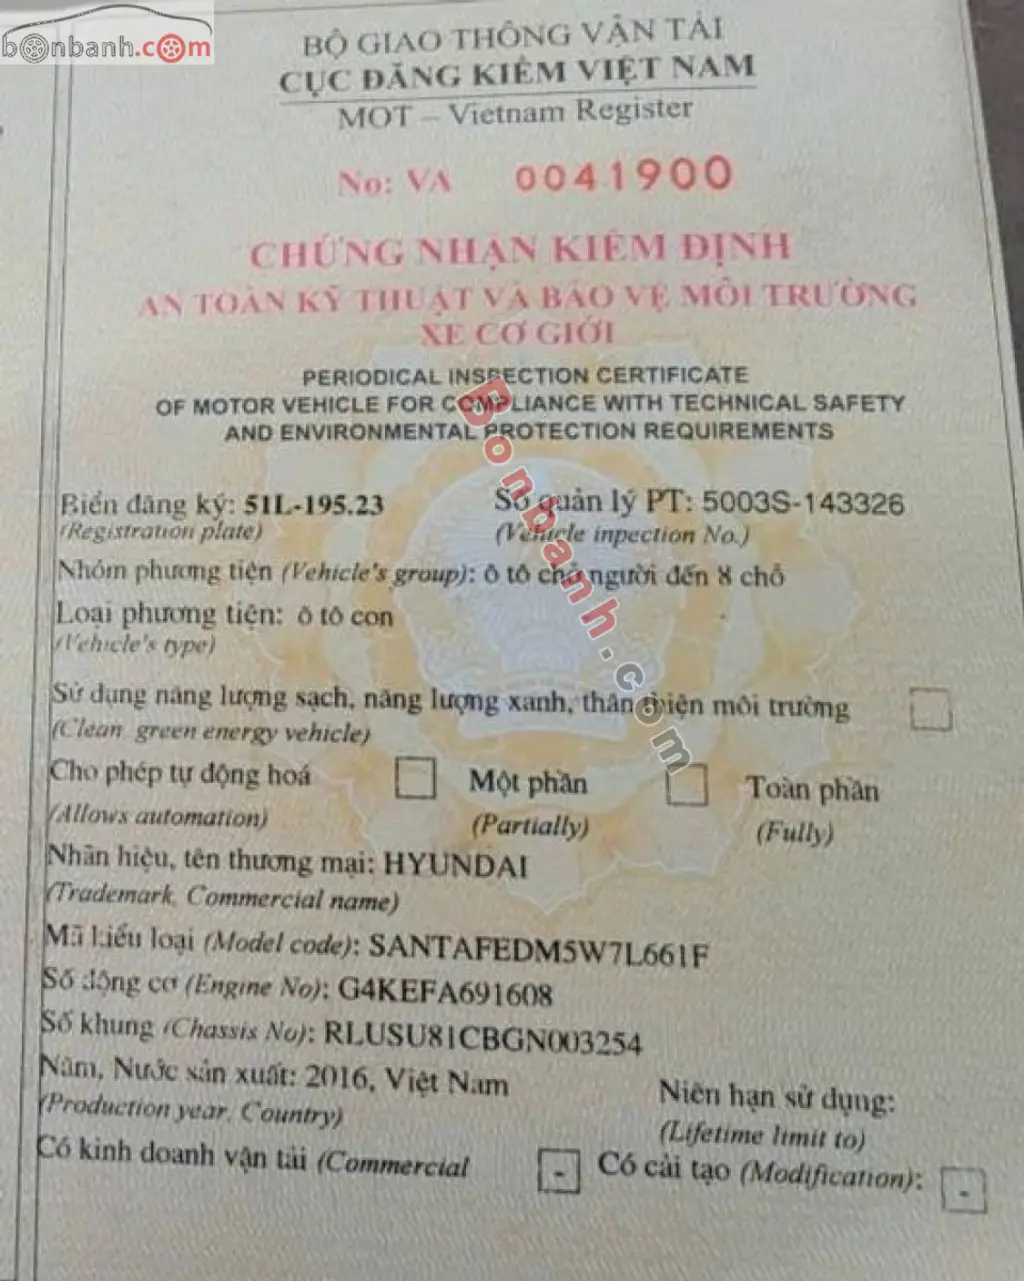 bonbanh.com
BỘ GIAO THÔNG VẬN TẢI
CỤC ĐĂNG KIỂM VIỆT NAM
MOT – Vietnam Register
No: VA 0041900
CHỨNG NHẬN KIỂM ĐỊNH
AN TOÀN KỸ THUẬT VÀ BẢO VỆ MÔI TRƯỜNG
XE CƠ GIỚI
PERIODICAL INSPECTION CERTIFICATE
OF MOTOR VEHICLE FOR COMPLIANCE WITH TECHNICAL SAFETY
AND ENVIRONMENTAL PROTECTION REQUIREMENTS
Biển đăng ký: 51L-195.23 Số quản lý PT: 5003S-143326
(Registration plate) (Vehicle inpection No.)
Nhóm phương tiện (Vehicle's group): ô tô chở người đến 8 chỗ
Loại phương tiện: ô tô con
(Vehicle's type)
Sử dụng năng lượng sạch, năng lượng xanh, thân thiện môi trường
(Clean green energy vehicle)
Cho phép tự động hoá Một phần Toàn phần
(Allows automation) (Partially) (Fully)
Nhãn hiệu, tên thương mại: HYUNDAI
(Trademark, Commercial name)
Mã kiểu loại (Model code): SANTAFEDM5W7L661F
Số động cơ (Engine No): G4KEFA691608
Số khung (Chassis No): RLUSU81CBGN003254
Năm, Nước sản xuất: 2016, Việt Nam Niên hạn sử dụng:
(Production year, Country) (Lifetime limit to)
Có kinh doanh vận tải (Commercial - Có cải tạo (Modification): -
Bonbanh.com